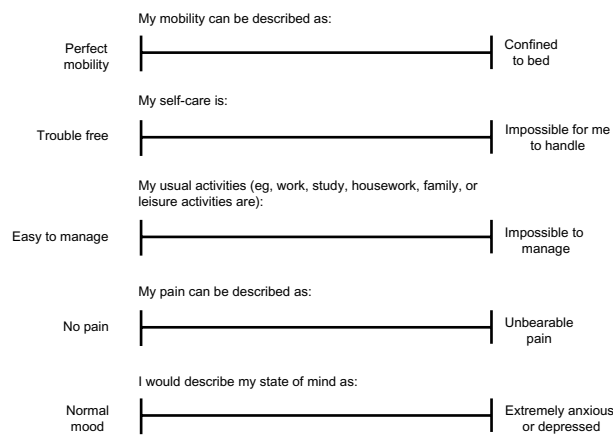 My mobility can be described as:
Perfect
mobility
Confined
to bed
My self-care is:
Trouble free
Impossible for me
to handle
My usual activities (eg, work, study, housework, family, or
leisure activities are):
Easy to manage
Impossible to
manage
My pain can be described as:
No pain
Unbearable
pain
I would describe my state of mind as:
Normal
mood
Extremely anxious
or depressed